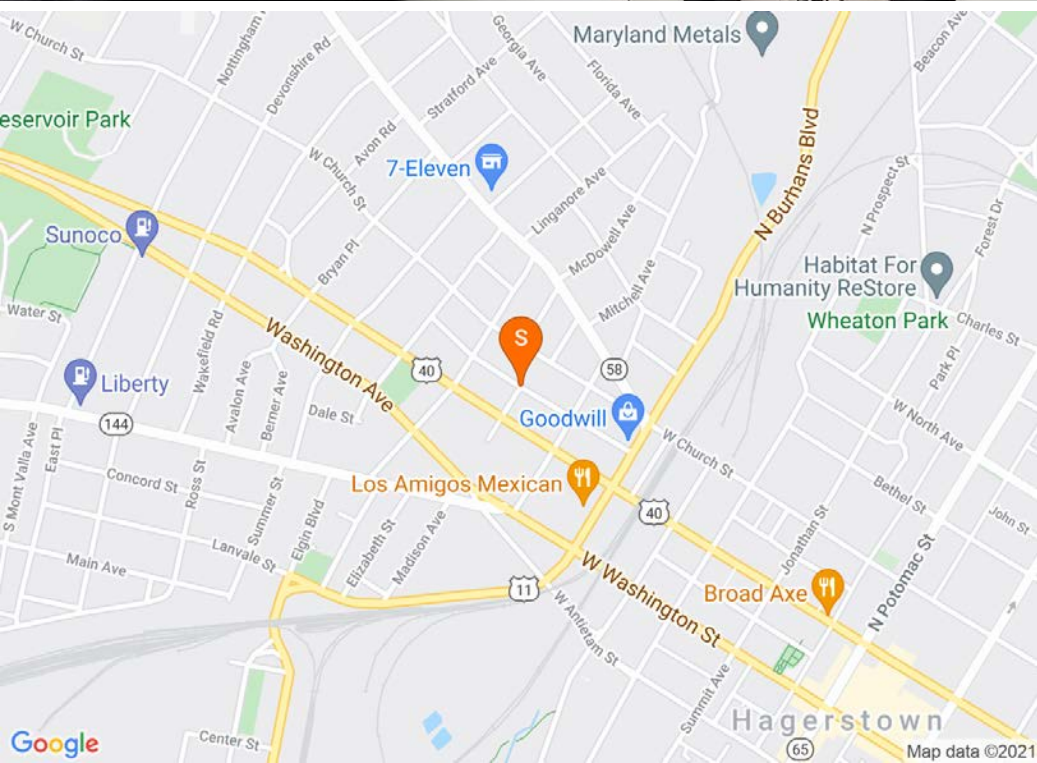 W Church St
Nottingham
Devonshire Rd
Georgia Ave
Maryland Metals
Beacon Ave
Stratford Ave
Florida Ave
eservoir Park
Avon Rd
W Church St
7-Eleven
N Burhans Blvd
N Prospect St
Linganore Ave
Forest Dr
Sunoco
Bryan Pl
McDowell Ave
Habitat For
Humanity ReStore
Mitchell Ave
Water St
Wheaton Park
Charles St
Washington Ave
S
Wakefield Rd
40
58
Park Pl
Liberty
Avalon Ave
Berner Ave
Dale St
Goodwill
W North Ave
144
S Mont Valla Ave
East Pl
W Church St
Concord St
Ross St
Los Amigos Mexican
Bethel St
Summer St
Elgin Blvd
40
John St
Jonathan St
Elizabeth St
Madison Ave
Main Ave
Lanvale St
N Potomac St
11
W Washington St
Broad Axe
W Antietam St
Summit Ave
Hagerstown
Google
Center St
65
Map data ©2021